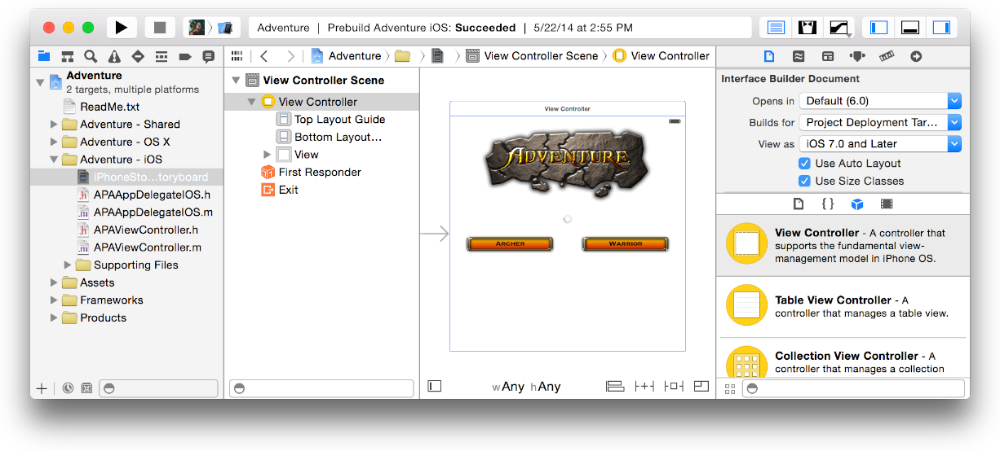 Adventure | Prebuild Adventure iOS: Succeeded | 5/22/14 at 2:55 PM
Adventure
View Controller Scene
View Controller
Adventure
2 targets, multiple platforms
ReadMe.txt
Adventure - Shared
Adventure - OS X
Adventure - iOS
iPhoneSto...toryboard
APAAppDelegateIOS.h
APAAppDelegateIOS.m
APAViewController.h
APAViewController.m
Supporting Files
Assets
Frameworks
Products
View Controller Scene
View Controller
Top Layout Guide
Bottom Layout...
View
First Responder
Exit
View Controller
ADVENTURE
ARCHER
WARRIOR
wAny hAny
Interface Builder Document
Opens in Default (6.0)
Builds for Project Deployment Tar...
View as iOS 7.0 and Later
Use Auto Layout
Use Size Classes
View Controller - A controller that
supports the fundamental view-
management model in iPhone OS.
Table View Controller - A
controller that manages a table view.
Collection View Controller - A
controller that manages a collection